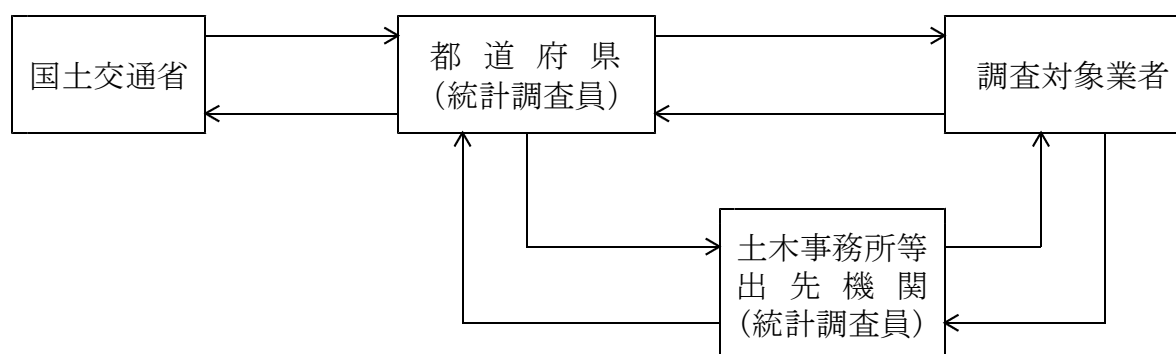 国土交通省
都道府県
(統計調査員)
調査対象業者
土木事務所等
出先機関
(統計調査員)